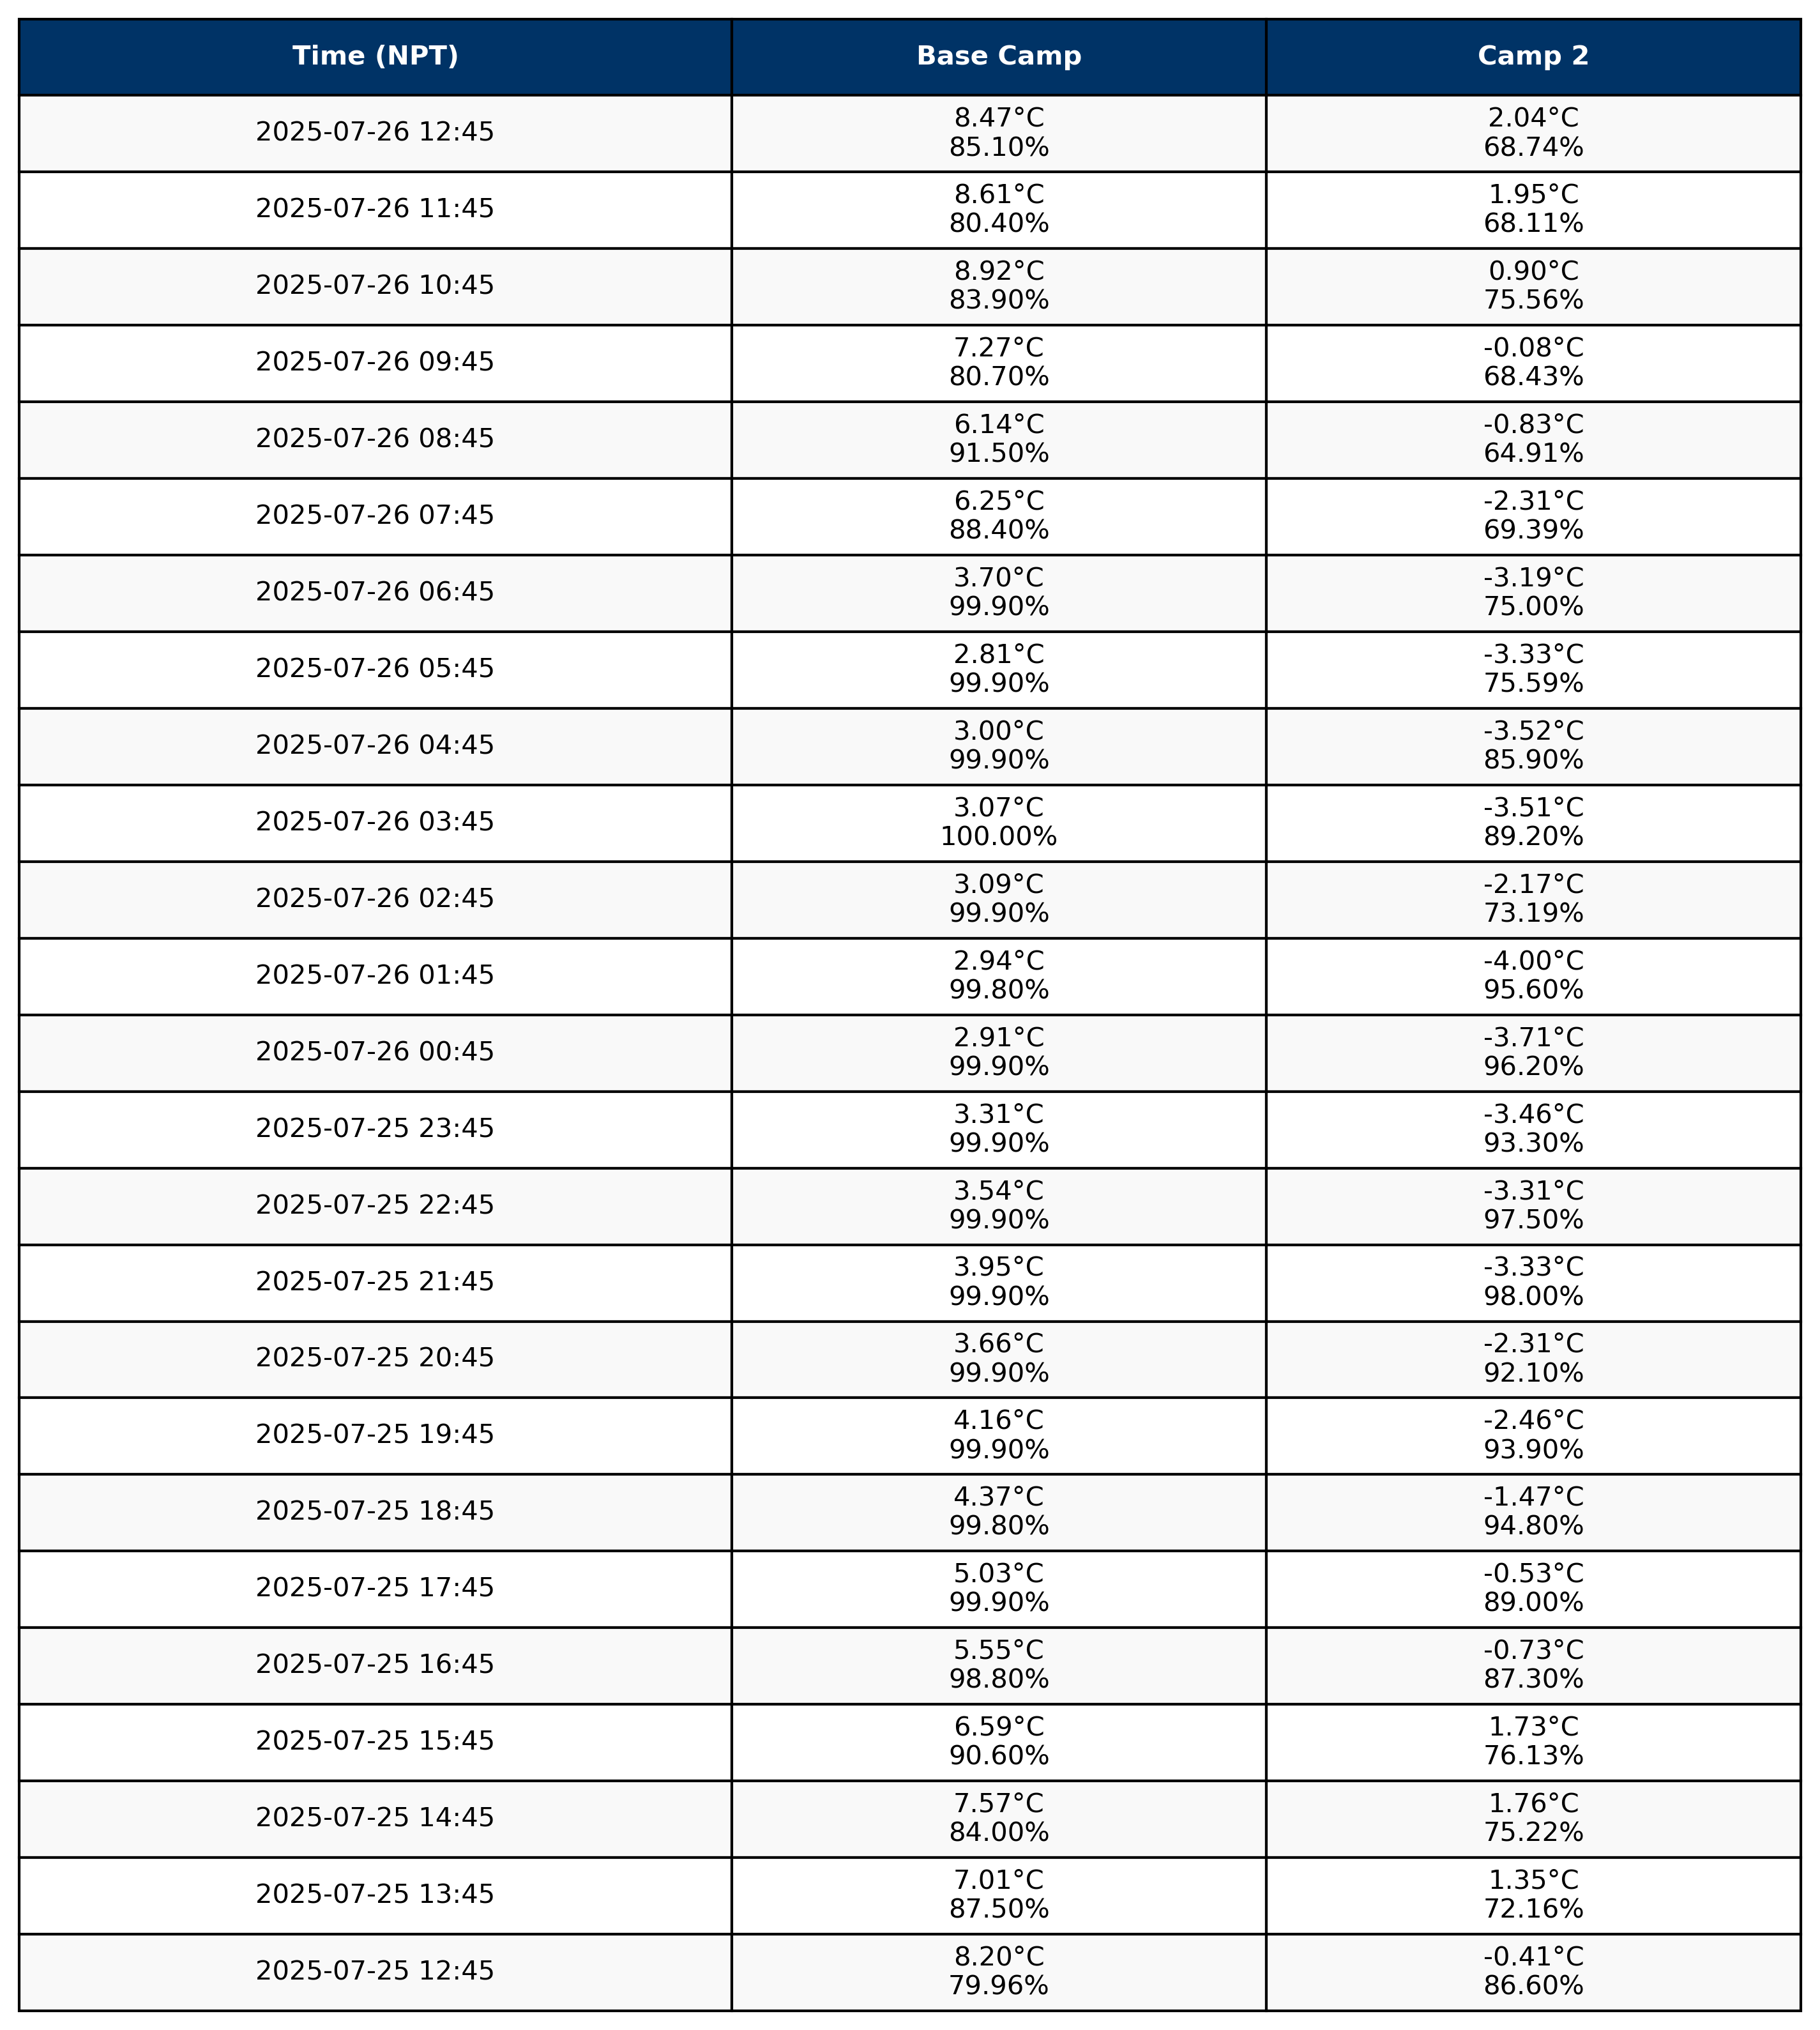 Time (NPT) Base Camp Camp 2
2025-07-26 12:45 8.47°C 2.04°C
85.10% 68.74%
2025-07-26 11:45 8.61°C 1.95°C
80.40% 68.11%
2025-07-26 10:45 8.92°C 0.90°C
83.90% 75.56%
2025-07-26 09:45 7.27°C -0.08°C
80.70% 68.43%
2025-07-26 08:45 6.14°C -0.83°C
91.50% 64.91%
2025-07-26 07:45 6.25°C -2.31°C
88.40% 69.39%
2025-07-26 06:45 3.70°C -3.19°C
99.90% 75.00%
2025-07-26 05:45 2.81°C -3.33°C
99.90% 75.59%
2025-07-26 04:45 3.00°C -3.52°C
99.90% 85.90%
2025-07-26 03:45 3.07°C -3.51°C
100.00% 89.20%
2025-07-26 02:45 3.09°C -2.17°C
99.90% 73.19%
2025-07-26 01:45 2.94°C -4.00°C
99.80% 95.60%
2025-07-26 00:45 2.91°C -3.71°C
99.90% 96.20%
2025-07-25 23:45 3.31°C -3.46°C
99.90% 93.30%
2025-07-25 22:45 3.54°C -3.31°C
99.90% 97.50%
2025-07-25 21:45 3.95°C -3.33°C
99.90% 98.00%
2025-07-25 20:45 3.66°C -2.31°C
99.90% 92.10%
2025-07-25 19:45 4.16°C -2.46°C
99.90% 93.90%
2025-07-25 18:45 4.37°C -1.47°C
99.80% 94.80%
2025-07-25 17:45 5.03°C -0.53°C
99.90% 89.00%
2025-07-25 16:45 5.55°C -0.73°C
98.80% 87.30%
2025-07-25 15:45 6.59°C 1.73°C
90.60% 76.13%
2025-07-25 14:45 7.57°C 1.76°C
84.00% 75.22%
2025-07-25 13:45 7.01°C 1.35°C
87.50% 72.16%
2025-07-25 12:45 8.20°C -0.41°C
79.96% 86.60%